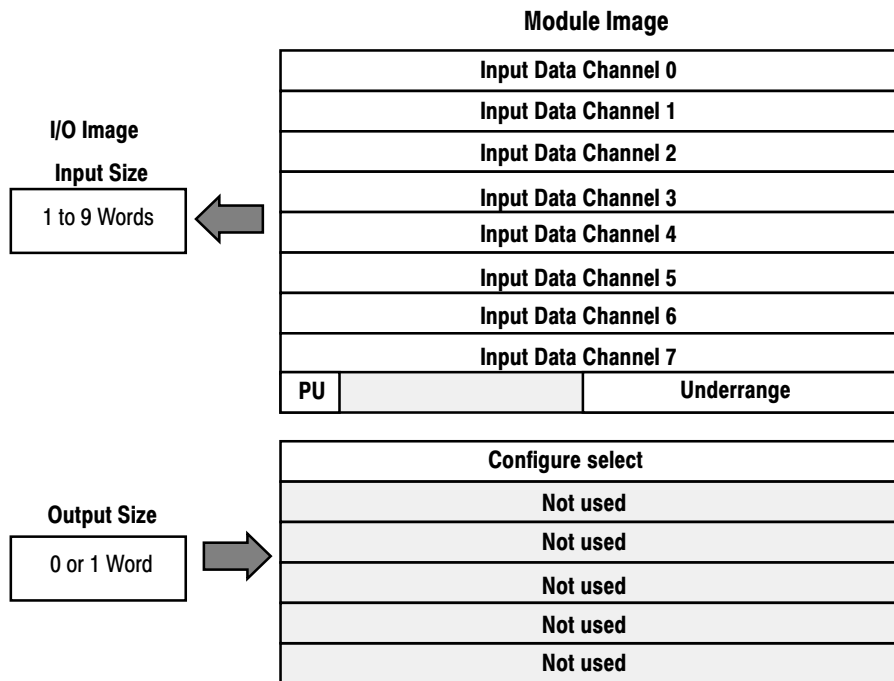 Module Image
Input Data Channel 0
Input Data Channel 1
Input Data Channel 2
Input Data Channel 3
Input Data Channel 4
Input Data Channel 5
Input Data Channel 6
Input Data Channel 7
PU
Underrange
I/O Image
Input Size
1 to 9 Words
Configure select
Not used
Not used
Not used
Not used
Not used
Output Size
0 or 1 Word